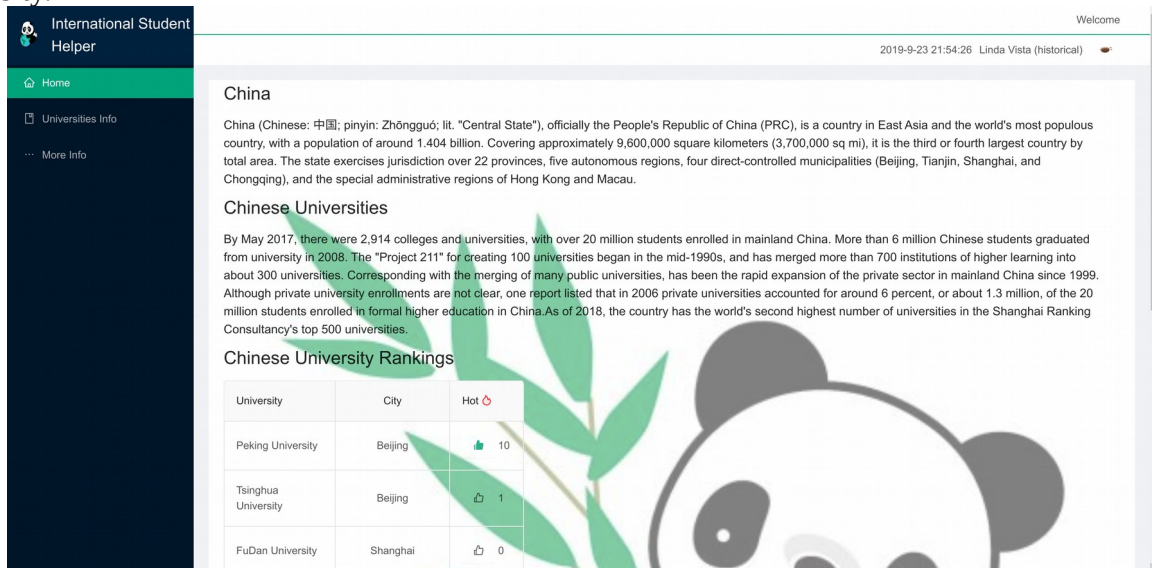 International Student
Helper
Welcome
2019-9-23 21:54:26 Linda Vista (historical)
Home
Universities Info
··· More Info
China
China (Chinese: 中国; pinyin: Zhōngguó; lit. "Central State"), officially the People's Republic of China (PRC), is a country in East Asia and the world's most populous
country, with a population of around 1.404 billion. Covering approximately 9,600,000 square kilometers (3,700,000 sq mi), it is the third or fourth largest country by
total area. The state exercises jurisdiction over 22 provinces, five autonomous regions, four direct-controlled municipalities (Beijing, Tianjin, Shanghai, and
Chongqing), and the special administrative regions of Hong Kong and Macau.
Chinese Universities
By May 2017, there were 2,914 colleges and universities, with over 20 million students enrolled in mainland China. More than 6 million Chinese students graduated
from university in 2008. The "Project 211" for creating 100 universities began in the mid-1990s, and has merged more than 700 institutions of higher learning into
about 300 universities. Corresponding with the merging of many public universities, has been the rapid expansion of the private sector in mainland China since 1999.
Although private university enrollments are not clear, one report listed that in 2006 private universities accounted for around 6 percent, or about 1.3 million, of the 20
million students enrolled in formal higher education in China.As of 2018, the country has the world's second highest number of universities in the Shanghai Ranking
Consultancy's top 500 universities.
Chinese University Rankings
University City Hot
Peking University Beijing 10
Tsinghua
University Beijing 1
FuDan University Shanghai 0